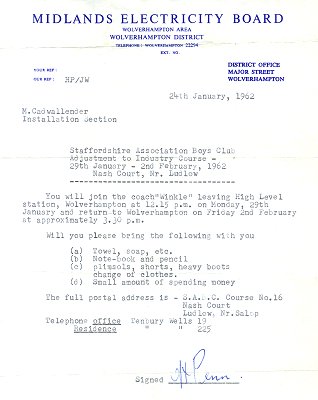 MIDLANDS ELECTRICITY BOARD
WOLVERHAMPTON AREA
WOLVERHAMPTON DISTRICT
TELEPHONE: WOLVERHAMPTON 22294
EXT. NO.
YOUR REF:
OUR REF: HP/JW
DISTRICT OFFICE
MAJOR STREET
WOLVERHAMPTON
24th January, 1962
M.Cadwallender
Installation Section
Staffordshire Association Boys Club
Adjustment to Industry Course -
29th January - 2nd February, 1962
Nash Court, Nr. Ludlow
You will join the coach "Winkle" leaving High Level
station, Wolverhampton at 12.15 p.m. on Monday, 29th
January and return to Wolverhampton on Friday 2nd February
at approximately 3.30 p.m.
Will you please bring the following with you
(a) Towel, soap, etc.
(b) Note-book and pencil
(c) plimsols, shorts, heavy boots
change of clothes.
(d) Small amount of spending money
The full postal address is - S.A.B.C. Course No.16
Nash Court
Ludlow, Nr.Salop
Telephone office Tenbury Wells 19
Residence " " 225
Signed
Penn